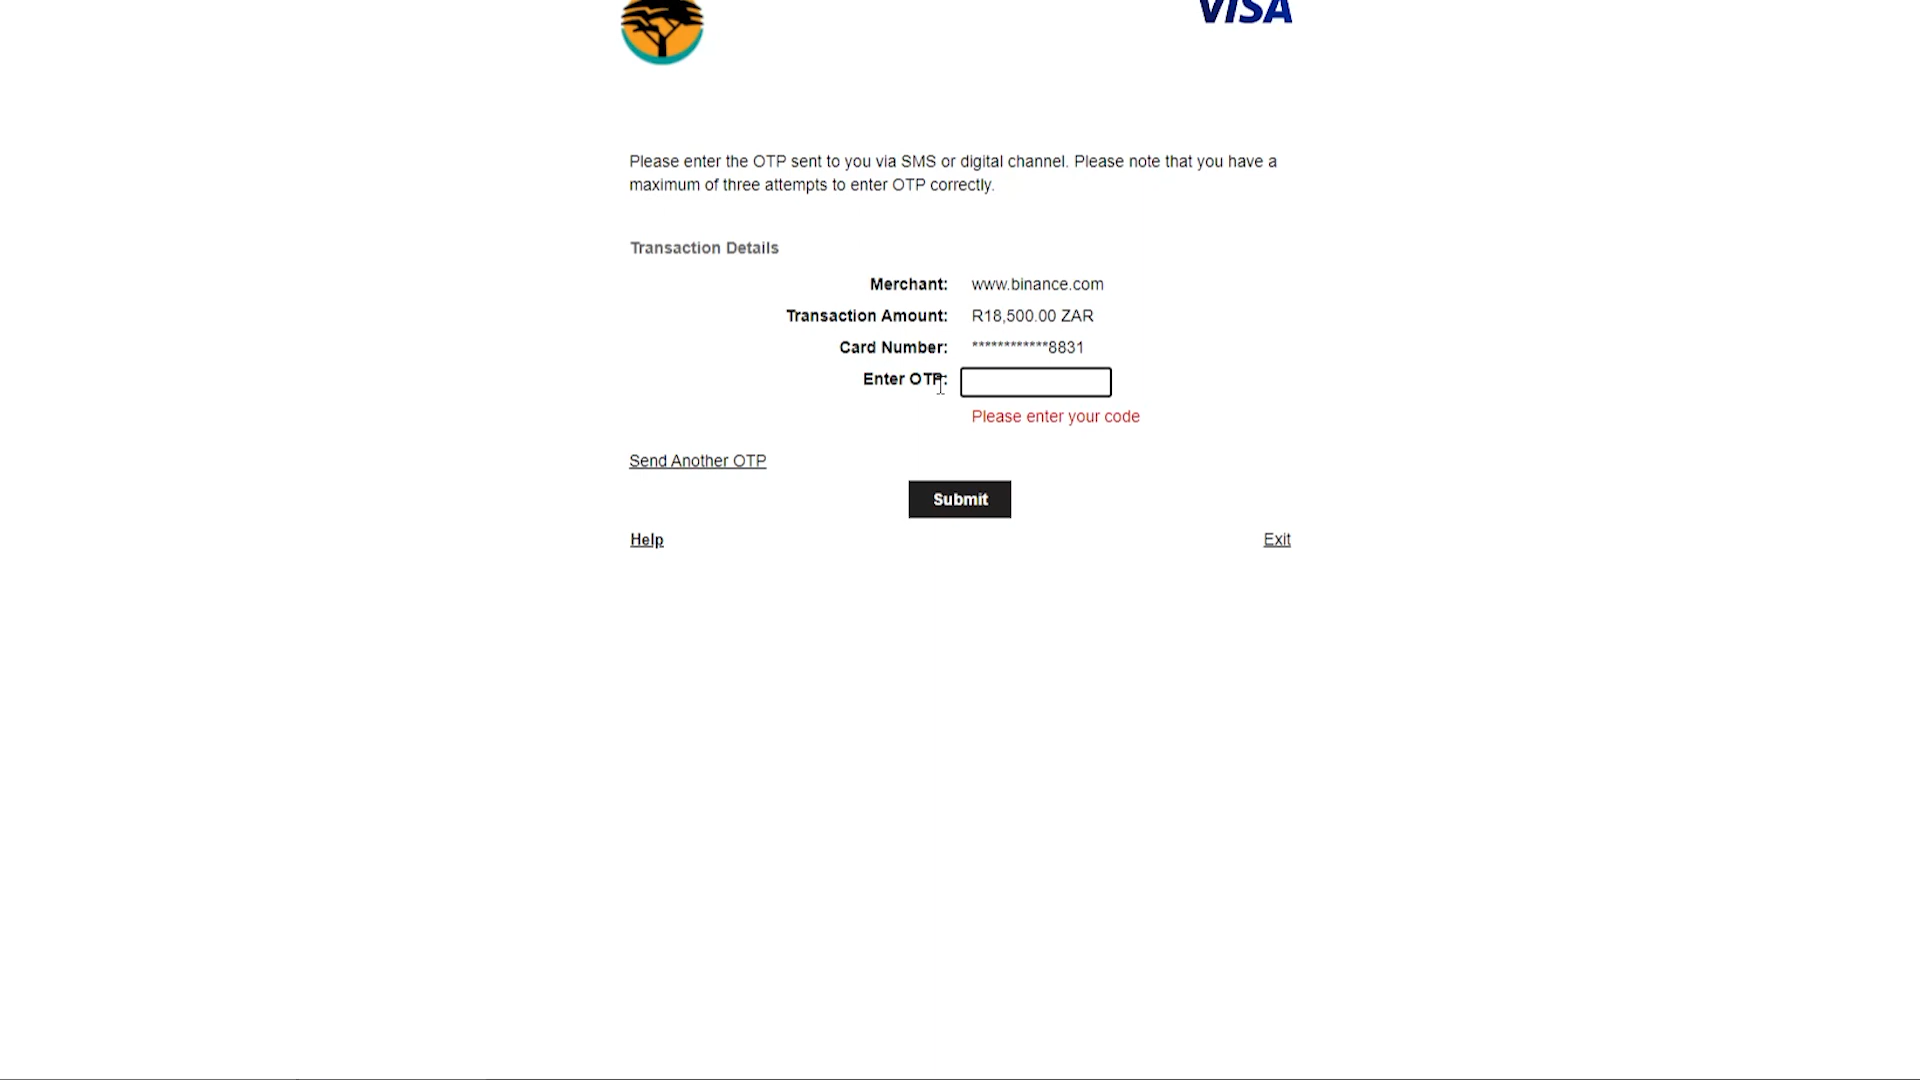 VISA
Please enter the OTP sent to you via SMS or digital channel. Please note that you have a
maximum of three attempts to enter OTP correctly.
Transaction Details
Merchant: www.binance.com
Transaction Amount: R18,500.00 ZAR
Card Number: ************8831
Enter OTP:
Please enter your code
Send Another OTP
Submit
Help Exit